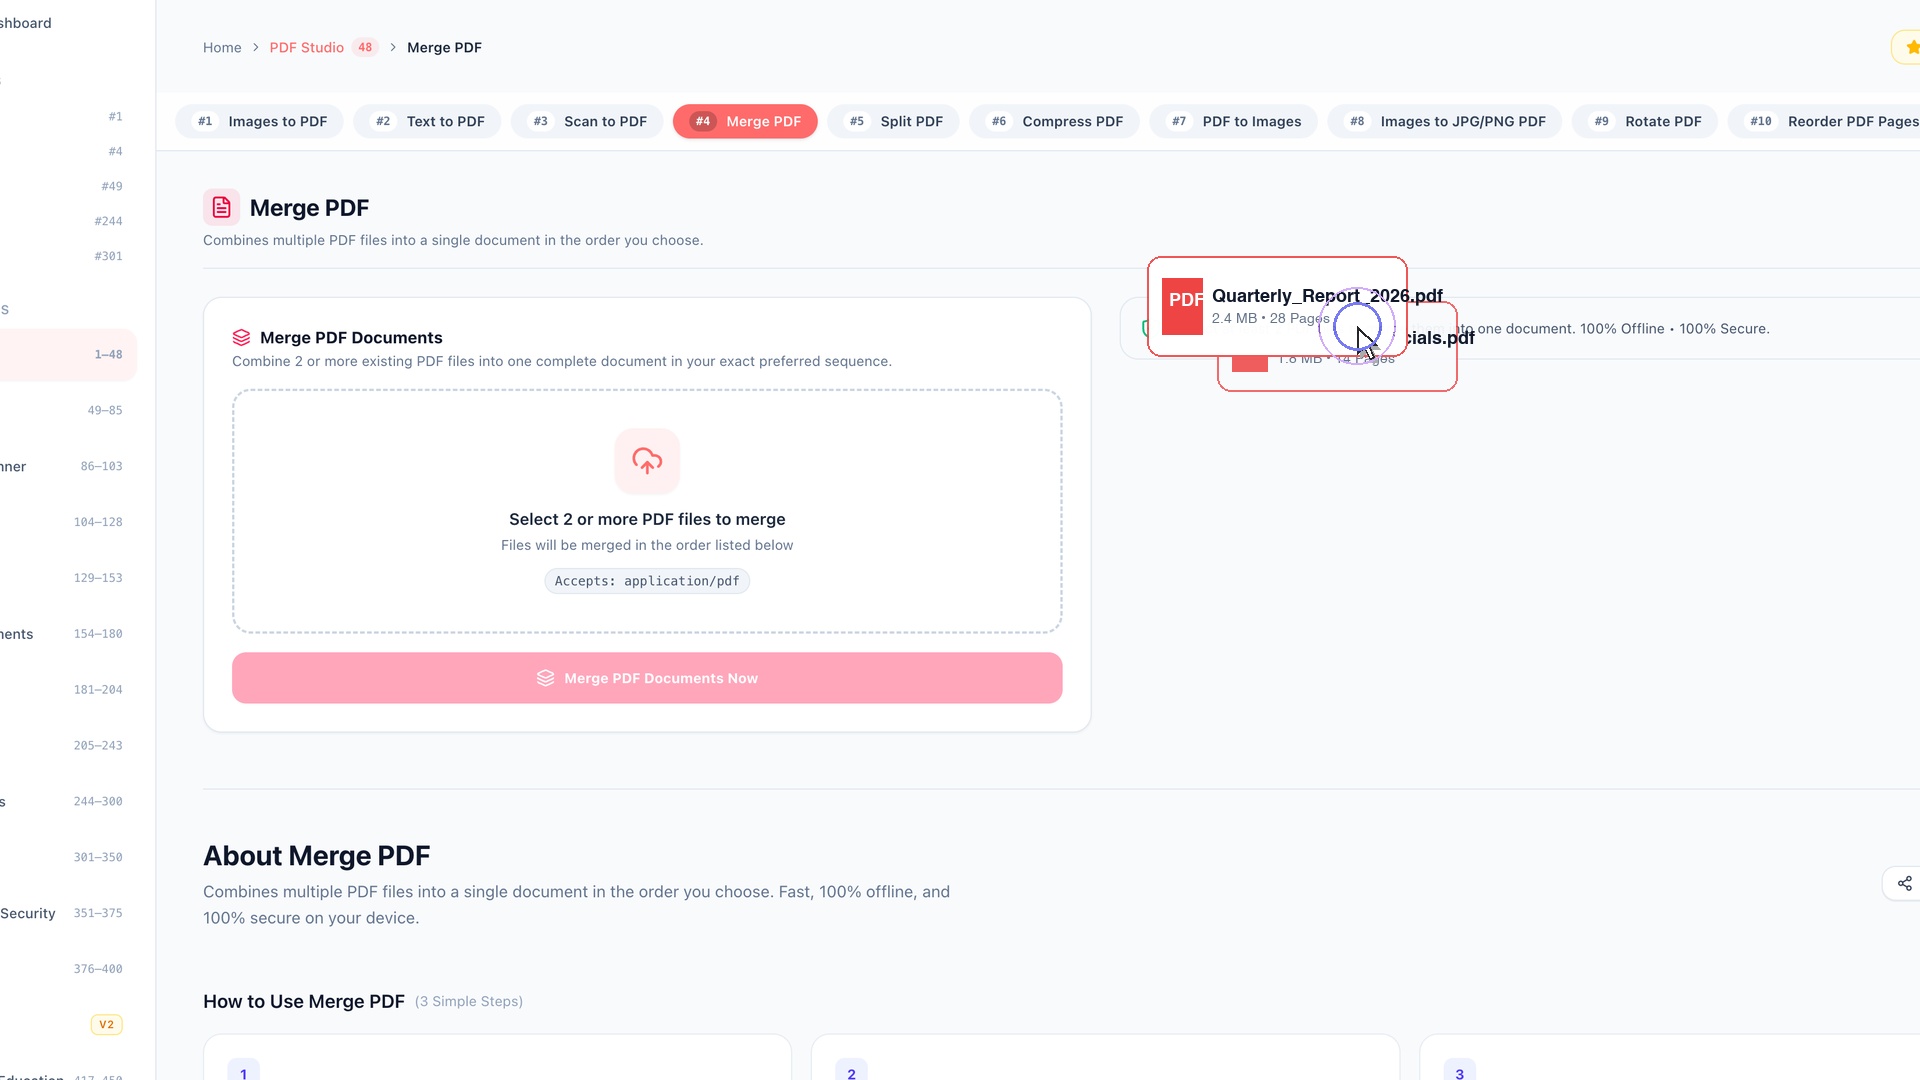 shboard
#1
#4
#49
#244
#301
S
1–48
49–85
nner 86–103
104–128
129–153
nents 154–180
181–204
205–243
s 244–300
301–350
Security 351–375
376–400
V2
Education 417–450
Home > PDF Studio 48 > Merge PDF
#1 Images to PDF #2 Text to PDF #3 Scan to PDF #4 Merge PDF #5 Split PDF #6 Compress PDF #7 PDF to Images #8 Images to JPG/PNG PDF #9 Rotate PDF #10 Reorder PDF Pages
Merge PDF
Combines multiple PDF files into a single document in the order you choose.
Merge PDF Documents
Combine 2 or more existing PDF files into one complete document in your exact preferred sequence.
Select 2 or more PDF files to merge
Files will be merged in the order listed below
Accepts: application/pdf
Merge PDF Documents Now
PDF Quarterly_Report_2026.pdf
2.4 MB • 28 Pages
into one document. 100% Offline • 100% Secure.
cials.pdf
1.8 MB • 14 Pages
About Merge PDF
Combines multiple PDF files into a single document in the order you choose. Fast, 100% offline, and
100% secure on your device.
How to Use Merge PDF (3 Simple Steps)
1
2
3